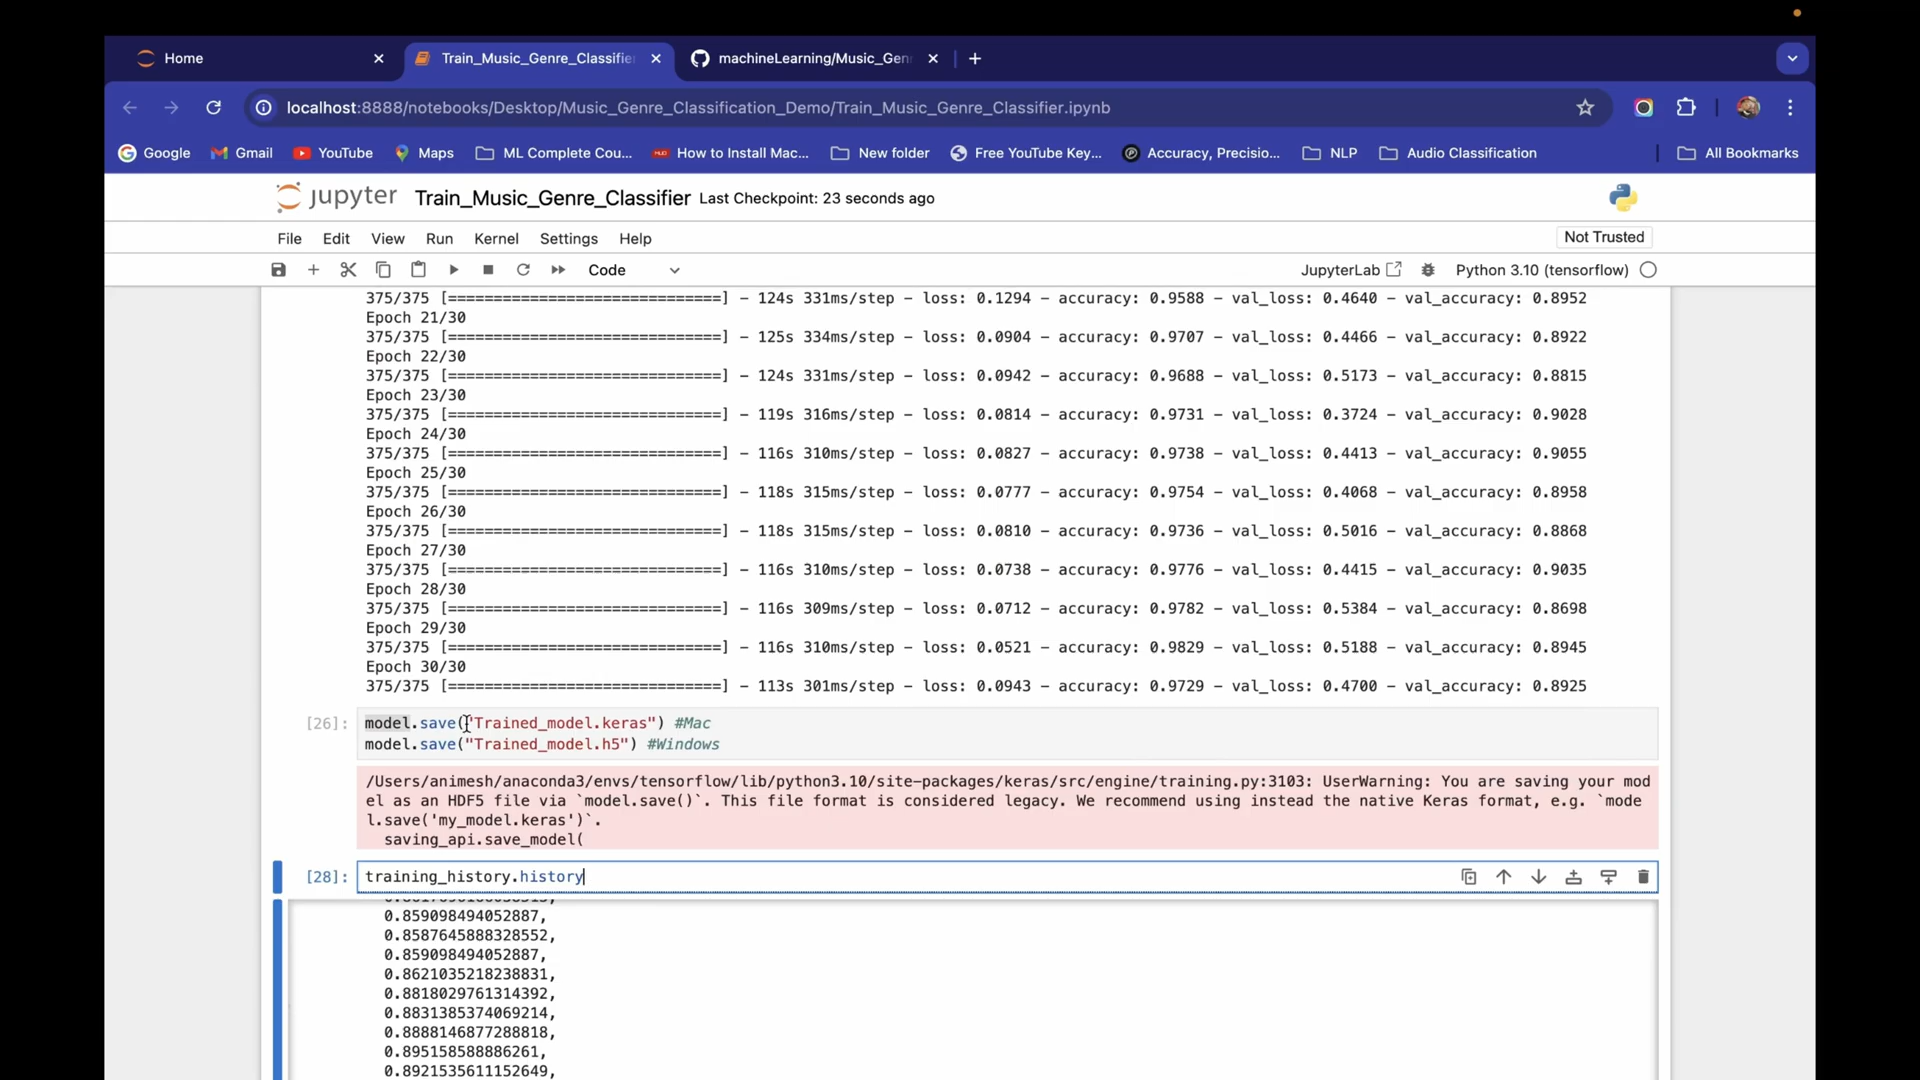 Home
Train_Music_Genre_Classifie
machineLearning/Music_Gen
localhost:8888/notebooks/Desktop/Music_Genre_Classification_Demo/Train_Music_Genre_Classifier.ipynb
Google Gmail YouTube Maps ML Complete Cou... How to Install Mac... New folder Free YouTube Key... Accuracy, Precisio... NLP Audio Classification All Bookmarks
jupyter Train_Music_Genre_Classifier Last Checkpoint: 23 seconds ago
File Edit View Run Kernel Settings Help Not Trusted
Code JupyterLab Python 3.10 (tensorflow)
375/375 [==============================] - 124s 331ms/step - loss: 0.1294 - accuracy: 0.9588 - val_loss: 0.4640 - val_accuracy: 0.8952
Epoch 21/30
375/375 [==============================] - 125s 334ms/step - loss: 0.0904 - accuracy: 0.9707 - val_loss: 0.4466 - val_accuracy: 0.8922
Epoch 22/30
375/375 [==============================] - 124s 331ms/step - loss: 0.0942 - accuracy: 0.9688 - val_loss: 0.5173 - val_accuracy: 0.8815
Epoch 23/30
375/375 [==============================] - 119s 316ms/step - loss: 0.0814 - accuracy: 0.9731 - val_loss: 0.3724 - val_accuracy: 0.9028
Epoch 24/30
375/375 [==============================] - 116s 310ms/step - loss: 0.0827 - accuracy: 0.9738 - val_loss: 0.4413 - val_accuracy: 0.9055
Epoch 25/30
375/375 [==============================] - 118s 315ms/step - loss: 0.0777 - accuracy: 0.9754 - val_loss: 0.4068 - val_accuracy: 0.8958
Epoch 26/30
375/375 [==============================] - 118s 315ms/step - loss: 0.0810 - accuracy: 0.9736 - val_loss: 0.5016 - val_accuracy: 0.8868
Epoch 27/30
375/375 [==============================] - 116s 310ms/step - loss: 0.0738 - accuracy: 0.9776 - val_loss: 0.4415 - val_accuracy: 0.9035
Epoch 28/30
375/375 [==============================] - 116s 309ms/step - loss: 0.0712 - accuracy: 0.9782 - val_loss: 0.5384 - val_accuracy: 0.8698
Epoch 29/30
375/375 [==============================] - 116s 310ms/step - loss: 0.0521 - accuracy: 0.9829 - val_loss: 0.5188 - val_accuracy: 0.8945
Epoch 30/30
375/375 [==============================] - 113s 301ms/step - loss: 0.0943 - accuracy: 0.9729 - val_loss: 0.4700 - val_accuracy: 0.8925
[26]: model.save("Trained_model.keras") #Mac
model.save("Trained_model.h5") #Windows
/Users/animesh/anaconda3/envs/tensorflow/lib/python3.10/site-packages/keras/src/engine/training.py:3103: UserWarning: You are saving your mod
el as an HDF5 file via `model.save()`. This file format is considered legacy. We recommend using instead the native Keras format, e.g. `mode
l.save('my_model.keras')`.
saving_api.save_model(
[28]: training_history.history
0.859098494052887,
0.8587645888328552,
0.859098494052887,
0.8621035218238831,
0.8818029761314392,
0.8831385374069214,
0.8888146877288818,
0.895158588886261,
0.8921535611152649,